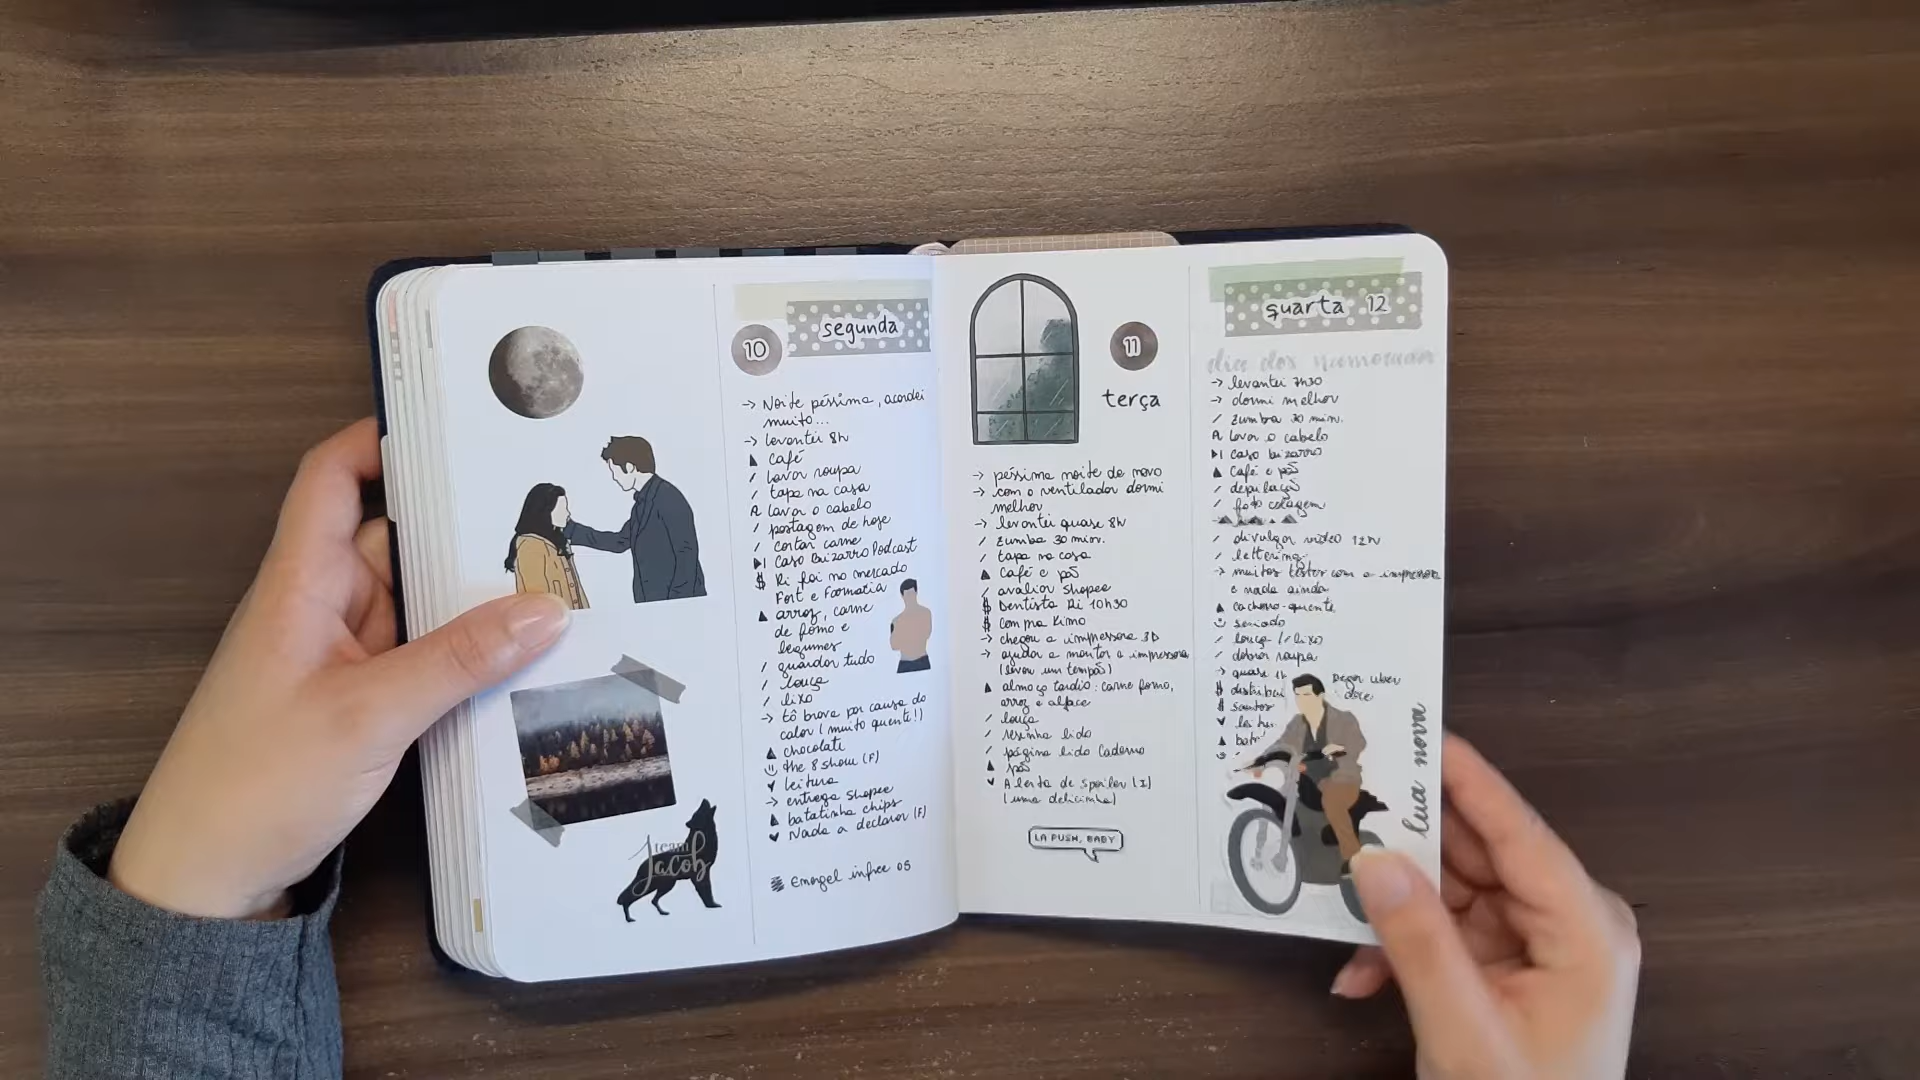 team
Jacob
10
segunda
→ Noite péssima, acordei
muito...
→ levantei 8h
café
/ lavar roupa
/ tapa na casa
A lavar o cabelo
/ postagem de hoje
/ cortar carne
Caso Bizarro Podcast
$ Ri foi no mercado
Fort e Farmácia
arroz, carne
de forno e
legumes
/ guardar tudo
/ louça
/ lixo
→ tô brava por causa do
calor (muito quente!)
chocolate
the 8 show (F)
leitura
→ entrega Shopee
batatinha chips
Nada a declarar (F)
05
11
terça
→ péssima noite de novo
→ com o ventilador dormi
melhor
→ levantei quase 8h
/ zumba 30 min.
/ tapa na casa
café e pão
/ avaliar Shopee
$ Dentista Ri 10h30
$ compra Kimo
→ chegou a impressora 3D
→ ajudar a montar a impressora
(levou um tempão)
almoço tardio: carne forno,
arroz e alface
/ louça
/ resenha lido
/ página lido Caderno
pão
Alerta de spoiler (I)
(uma delicinha)
LA PUSH, BABY
quarta 12
dia dos namorados
→ levantei 7h30
→ dormi melhor
/ zumba 30 min.
A lavar o cabelo
caso bizarro
café e pão
/ depilação
/ foto colagem
/ divulgar vídeo 12h
/ lettering
→ muitos testes com a impressora
e nada ainda
cachorro-quente
seriado
/ louça /e lixo
/ dobrar roupa
uber
doce
lua nova